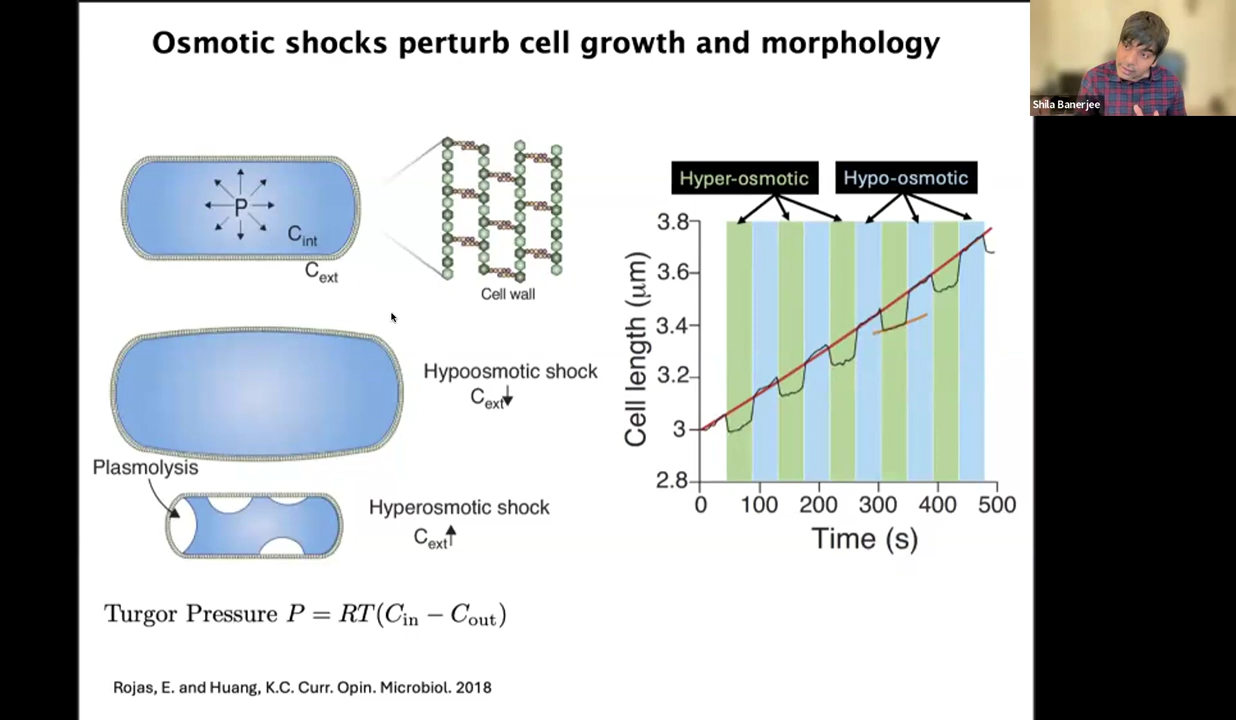 Osmotic shocks perturb cell growth and morphology
Shila Banerjee
P
Cint
Cext
Cell wall
Hypoosmotic shock
Cext↓
Plasmolysis
Hyperosmotic shock
Cext↑
Turgor Pressure P = RT(Cin − Cout)
Rojas, E. and Huang, K.C. Curr. Opin. Microbiol. 2018
Hyper-osmotic
Hypo-osmotic
Cell length (μm)
3.8
3.6
3.4
3.2
3
2.8
0 100 200 300 400 500
Time (s)